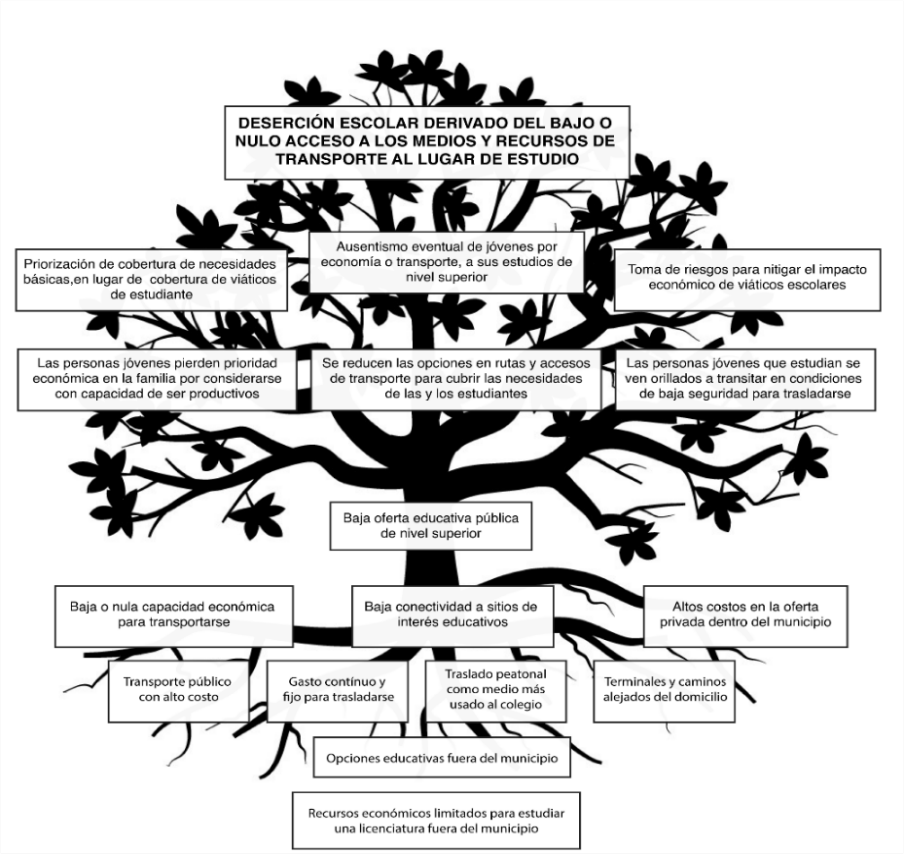 DESERCIÓN ESCOLAR DERIVADO DEL BAJO O
NULO ACCESO A LOS MEDIOS Y RECURSOS DE
TRANSPORTE AL LUGAR DE ESTUDIO
Priorización de cobertura de necesidades
básicas,en lugar de cobertura de viáticos
de estudiante
Ausentismo eventual de jóvenes por
economía o transporte, a sus estudios de
nivel superior
Toma de riesgos para nitigar el impacto
económico de viáticos escolares
Las personas jóvenes pierden prioridad
económica en la familia por considerarse
con capacidad de ser productivos
Se reducen las opciones en rutas y accesos
de transporte para cubrir las necesidades
de las y los estudiantes
Las personas jóvenes que estudian se
ven orillados a transitar en condiciones
de baja seguridad para trasladarse
Baja oferta educativa pública
de nivel superior
Baja o nula capacidad económica
para transportarse
Baja conectividad a sitios de
interés educativos
Altos costos en la oferta
privada dentro del municipio
Transporte público
con alto costo
Gasto contínuo y
fijo para trasladarse
Traslado peatonal
como medio más
usado al colegio
Terminales y caminos
alejados del domicilio
Opciones educativas fuera del municipio
Recursos económicos limitados para estudiar
una licenciatura fuera del municipio